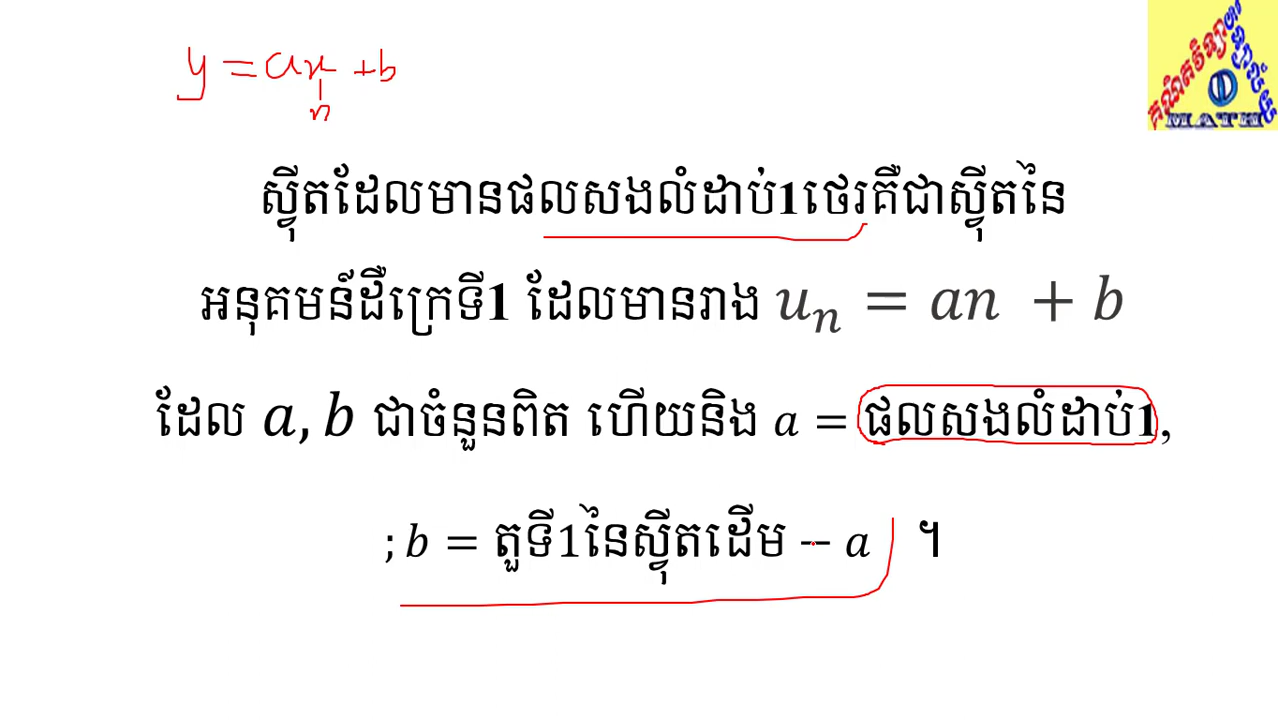 y = ax + b
n
ស្វ៊ីតដែលមានផលសងលំដាប់1ថេរគឺជាស្វ៊ីតនៃ
អនុគមន៍ដឺក្រេទី1 ដែលមានរាង uₙ = an + b
ដែល a, b ជាចំនួនពិត ហើយនិង a = ផលសងលំដាប់1,
; b = តួទី1នៃស្វ៊ីតដើម − a ។
MATH